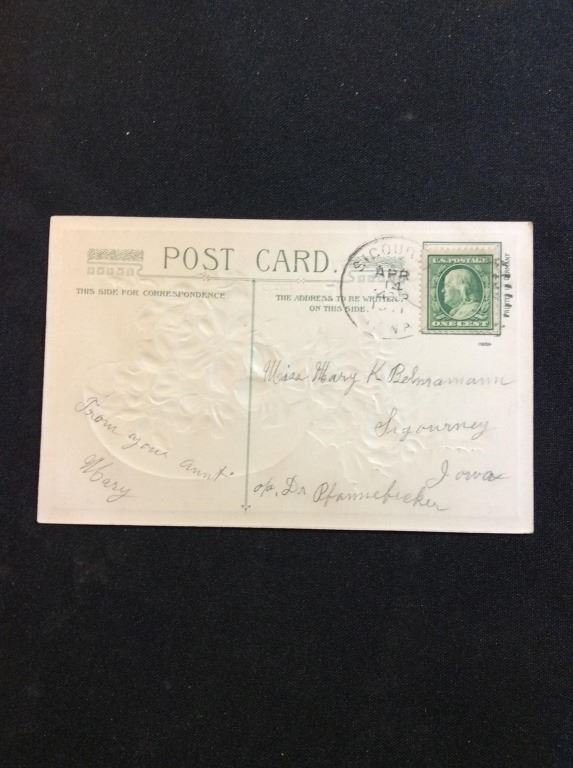 POST CARD.
THIS SIDE FOR CORRESPONDENCE
THE ADDRESS TO BE WRITTEN
ON THIS SIDE.
APR
14
U.S. POSTAGE
ONE CENT
From your aunt
Mary
Miss Mary K
Sigourney
Iowa
c/o. Dr Pfannebecker